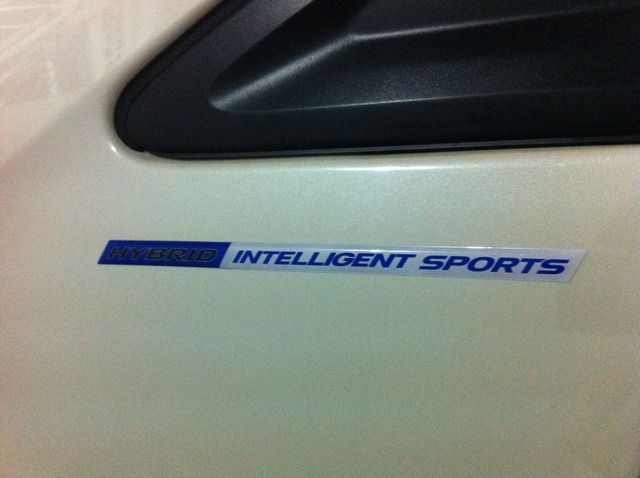 HYBRID INTELLIGENT SPORTS